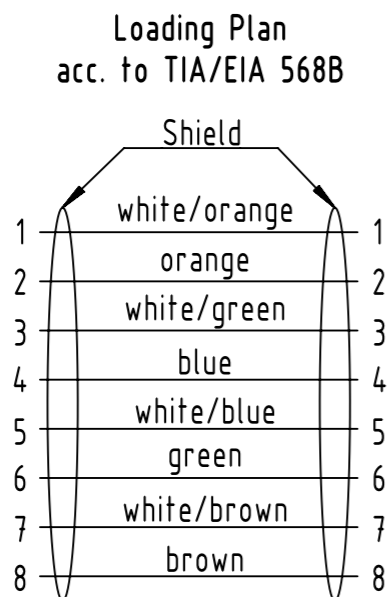 Loading Plan
acc. to TIA/EIA 568B
Shield
white/orange
1 1
orange
2 2
white/green
3 3
blue
4 4
white/blue
5 5
green
6 6
white/brown
7 7
brown
8 8